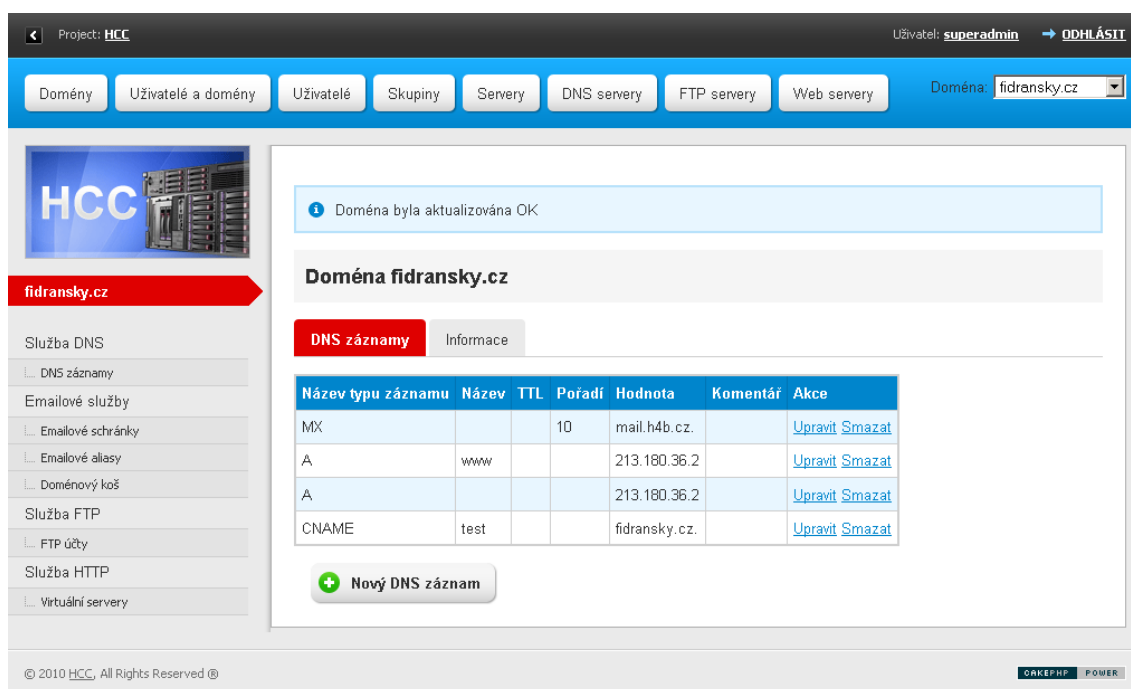 Project: HCC
Uživatel: superadmin ODHLÁSIT
Domény Uživatelé a domény Uživatelé Skupiny Servery DNS servery FTP servery Web servery Doména: fidransky.cz
HCC
Doména byla aktualizována OK
Doména fidransky.cz
fidransky.cz
DNS záznamy Informace
Služba DNS
DNS záznamy
Emailové služby
Emailové schránky
Emailové aliasy
Doménový koš
Služba FTP
FTP účty
Služba HTTP
Virtuální servery
Název typu záznamu Název TTL Pořadí Hodnota Komentář Akce
MX 10 mail.h4b.cz. Upravit Smazat
A www 213.180.36.2 Upravit Smazat
A 213.180.36.2 Upravit Smazat
CNAME test fidransky.cz. Upravit Smazat
Nový DNS záznam
© 2010 HCC, All Rights Reserved ®
CAKEPHP POWER